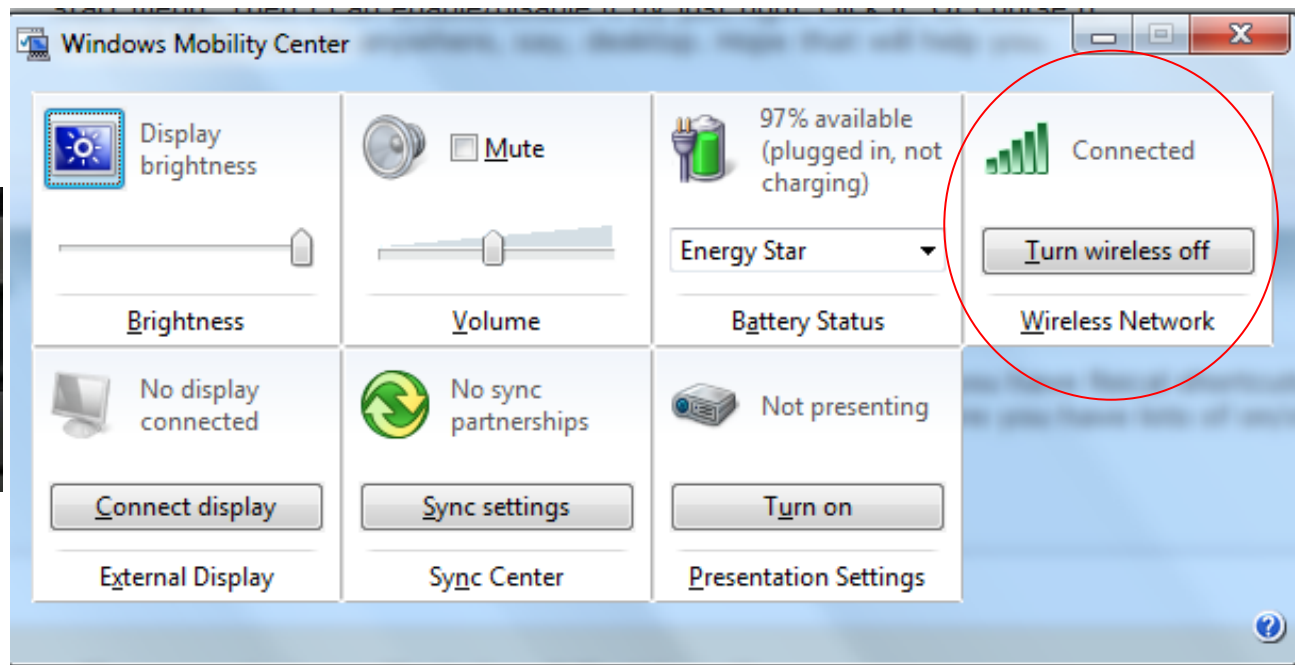 Windows Mobility Center
Display
brightness
Brightness
Mute
Volume
97% available
(plugged in, not
charging)
Energy Star
Battery Status
Connected
Turn wireless off
Wireless Network
No display
connected
Connect display
External Display
No sync
partnerships
Sync settings
Sync Center
Not presenting
Turn on
Presentation Settings